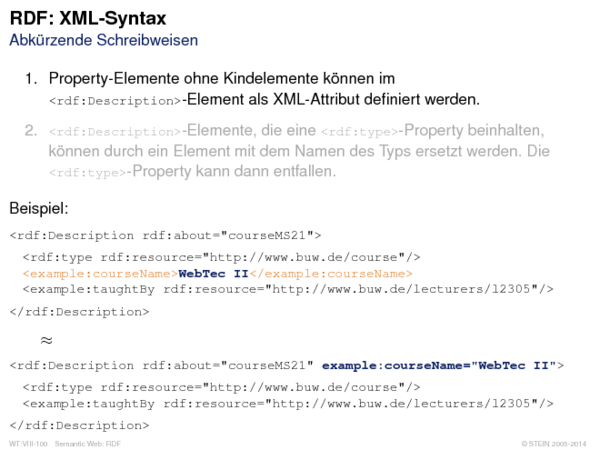 RDF: XML-Syntax
Abkürzende Schreibweisen
1. Property-Elemente ohne Kindelemente können im
<rdf:Description>-Element als XML-Attribut definiert werden.
2. <rdf:Description>-Elemente, die eine <rdf:type>-Property beinhalten,
können durch ein Element mit dem Namen des Typs ersetzt werden. Die
<rdf:type>-Property kann dann entfallen.
Beispiel:
<rdf:Description rdf:about="courseMS21">
<rdf:type rdf:resource="http://www.buw.de/course"/>
<example:courseName>WebTec II</example:courseName>
<example:taughtBy rdf:resource="http://www.buw.de/lecturers/12305"/>
</rdf:Description>
≈
<rdf:Description rdf:about="courseMS21" example:courseName="WebTec II">
<rdf:type rdf:resource="http://www.buw.de/course"/>
<example:taughtBy rdf:resource="http://www.buw.de/lecturers/12305"/>
</rdf:Description>
WT:VIII-100 Semantic Web: RDF © STEIN 2005-2014